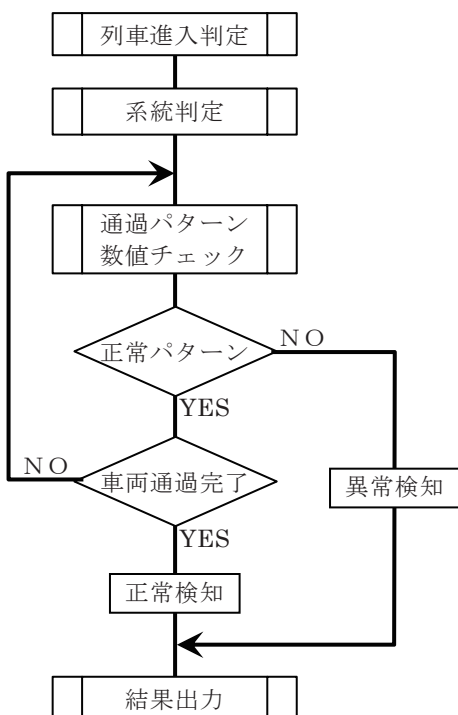 列車進入判定
系統判定
通過パターン
数値チェック
正常パターン
ＮＯ
YES
ＮＯ
車両通過完了
異常検知
YES
正常検知
結果出力